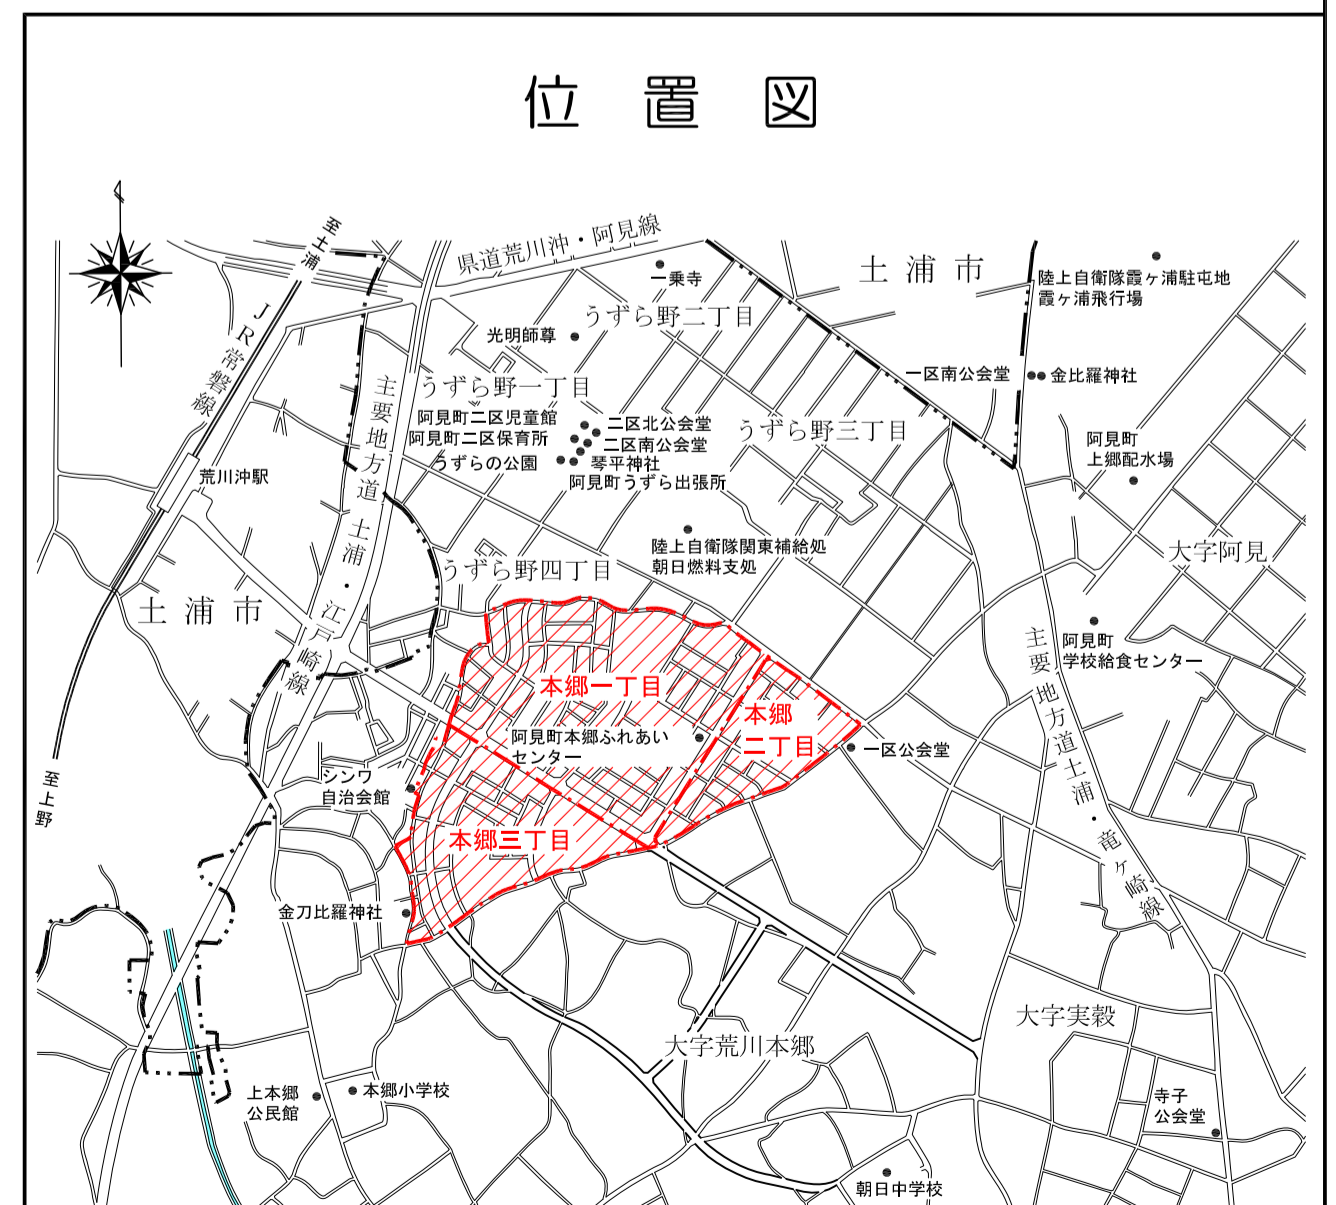 位置図
至土浦
県道荒川沖・阿見線
一乗寺
土浦市
陸上自衛隊霞ヶ浦駐屯地
霞ヶ浦飛行場
JR常磐線
光明師尊
うずら野二丁目
主要地方道 土浦・江戸崎線
うずら野一丁目
一区南公会堂
金比羅神社
阿見町二区児童館
二区北公会堂
うずら野三丁目
阿見町二区保育所
二区南公会堂
阿見町
上郷配水場
うずらの公園
琴平神社
荒川沖駅
阿見町うずら出張所
陸上自衛隊関東補給処
朝日燃料支処
大字阿見
うずら野四丁目
土浦市
主要地方道土浦・竜ヶ崎線
阿見町
学校給食センター
本郷一丁目
本郷
二丁目
阿見町本郷ふれあい
センター
一区公会堂
至上野
シンワ
自治会館
本郷三丁目
金刀比羅神社
大字実穀
大字荒川本郷
上本郷
公民館
本郷小学校
寺子
公会堂
朝日中学校